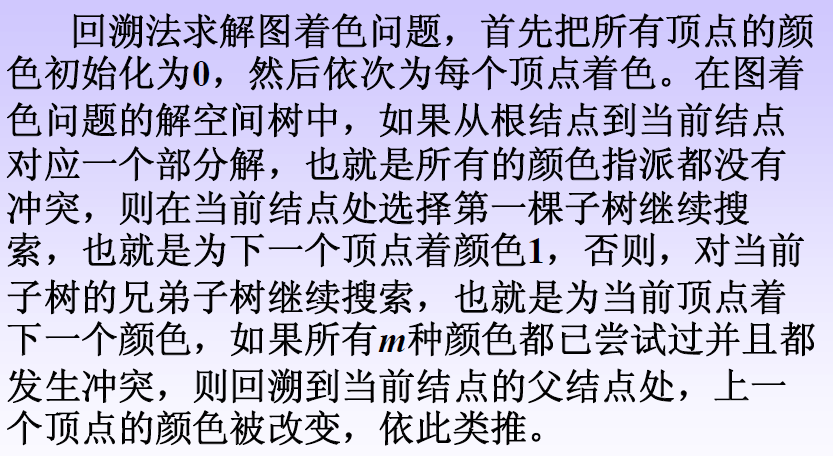 回溯法求解图着色问题，首先把所有顶点的颜
色初始化为0，然后依次为每个顶点着色。在图着
色问题的解空间树中，如果从根结点到当前结点
对应一个部分解，也就是所有的颜色指派都没有
冲突，则在当前结点处选择第一棵子树继续搜
索，也就是为下一个顶点着颜色1，否则，对当前
子树的兄弟子树继续搜索，也就是为当前顶点着
下一个颜色，如果所有m种颜色都已尝试过并且都
发生冲突，则回溯到当前结点的父结点处，上一
个顶点的颜色被改变，依此类推。